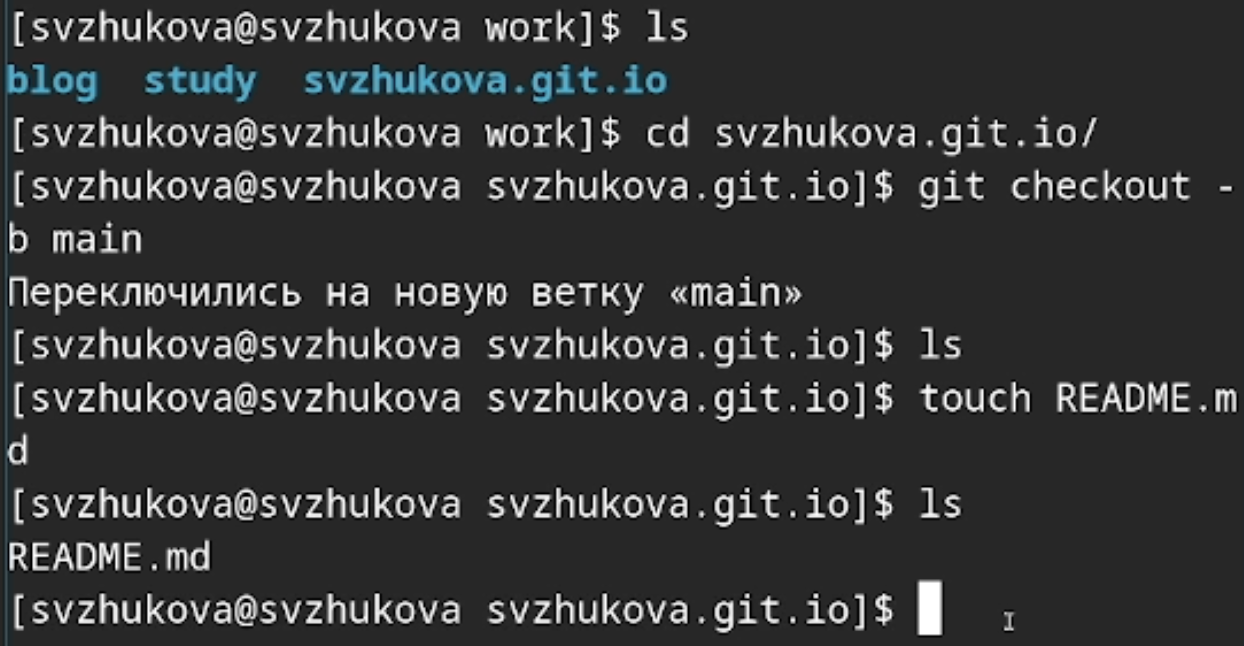 [svzhukova@svzhukova work]$ ls
blog  study  svzhukova.git.io
[svzhukova@svzhukova work]$ cd svzhukova.git.io/
[svzhukova@svzhukova svzhukova.git.io]$ git checkout -
b main
Переключились на новую ветку «main»
[svzhukova@svzhukova svzhukova.git.io]$ ls
[svzhukova@svzhukova svzhukova.git.io]$ touch README.m
d
[svzhukova@svzhukova svzhukova.git.io]$ ls
README.md
[svzhukova@svzhukova svzhukova.git.io]$